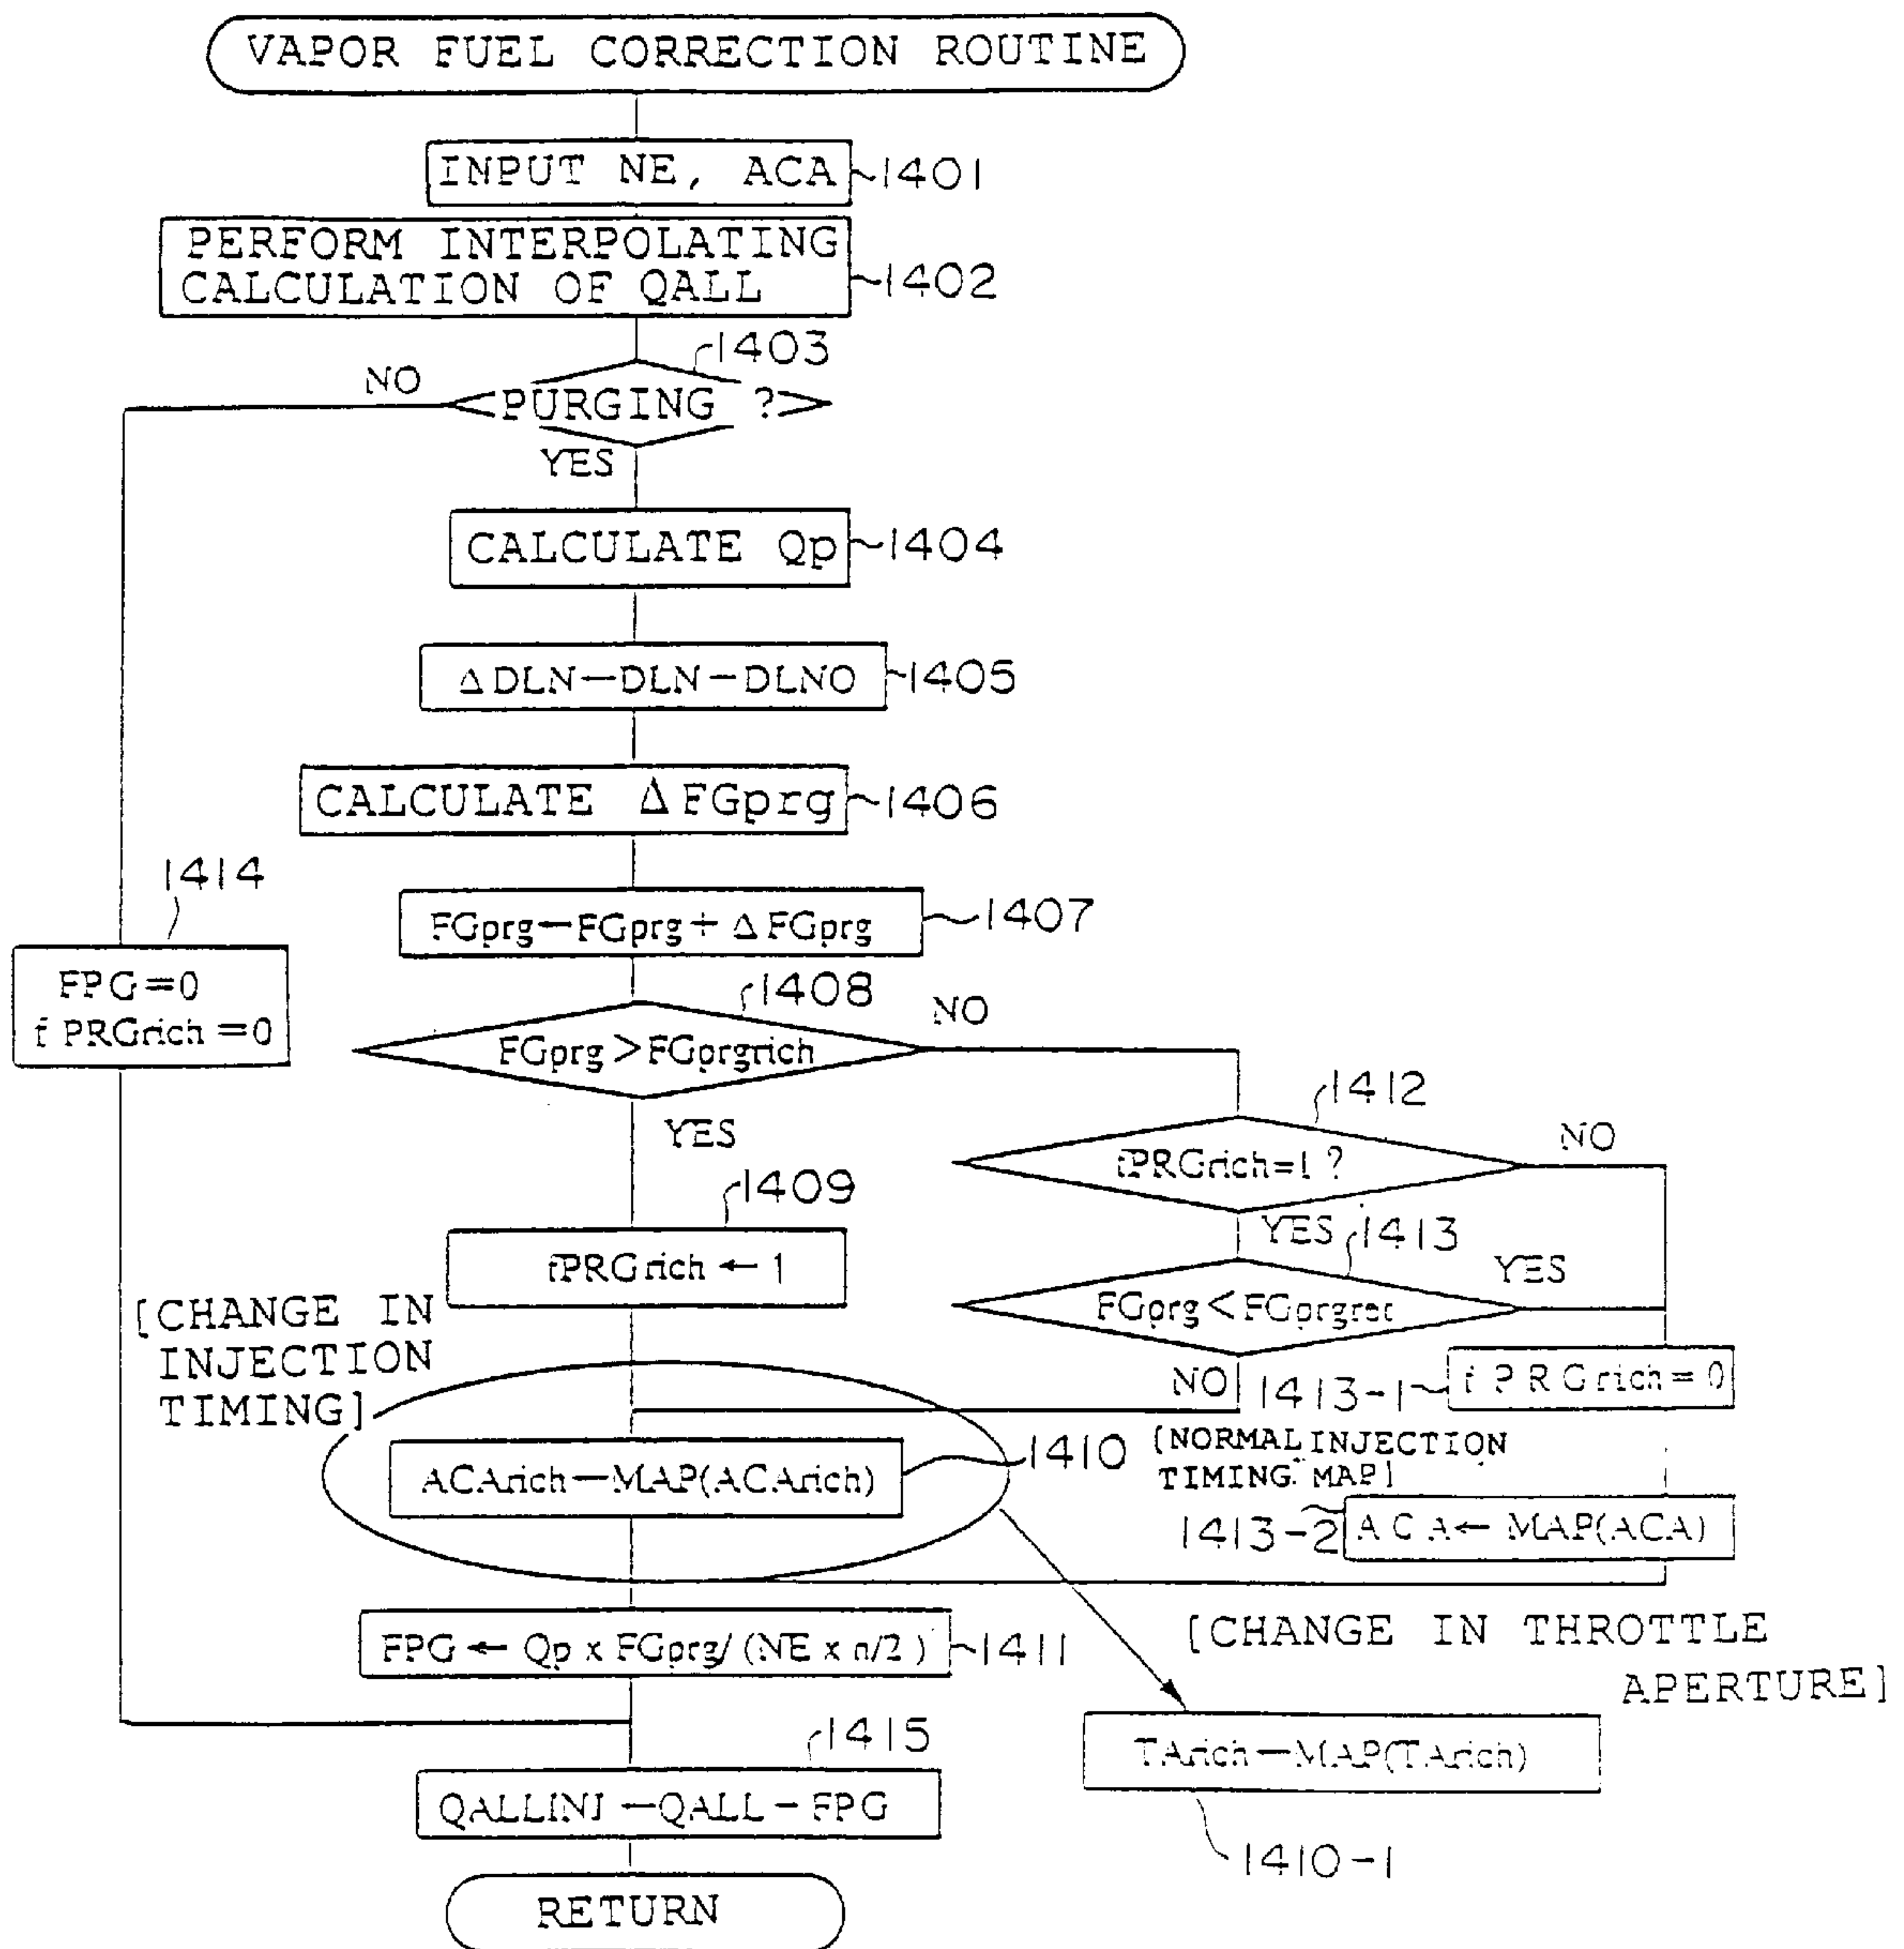 VAPOR FUEL CORRECTION ROUTINE
INPUT NE, ACA
1401
PERFORM INTERPOLATING
CALCULATION OF QALL
1402
1403
NO
PURGING ?
YES
CALCULATE Qp
1404
ΔDLN←DLN−DLNO
1405
CALCULATE ΔFGprg
1406
1414
FGprg←FGprg+ΔFGprg
1407
FPG=0
fPRGrich=0
1408
NO
FGprg>FGprgrich
YES
1412
NO
fPRGrich=1?
1409
YES
1413
fPRGrich ← 1
YES
FGprg<FGprgrec
[CHANGE IN
INJECTION
TIMING]
NO
1413-1
fPRGrich=0
ACArich←MAP(ACArich)
1410
[NORMAL INJECTION
TIMING MAP]
1413-2
ACA← MAP(ACA)
FPG ← Qp x FGprg/(NE x n/2)
1411
[CHANGE IN THROTTLE
APERTURE]
1415
TArich←MAP(TArich)
QALLINJ ←QALL−FPG
1410-1
RETURN